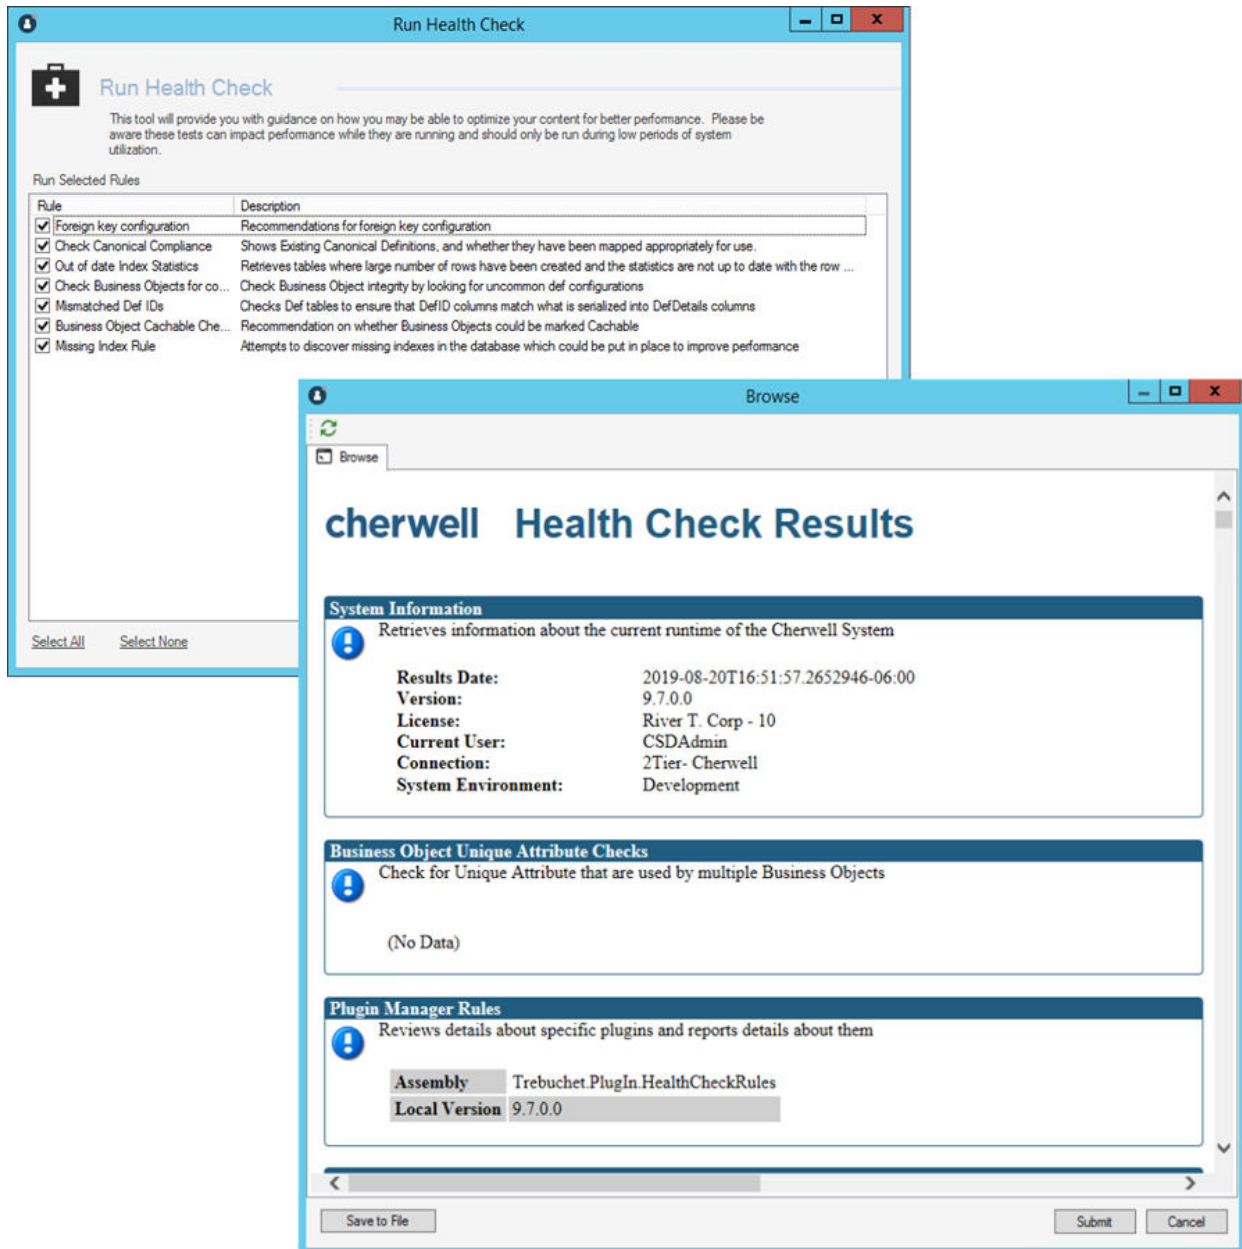 Run Health Check
Run Health Check
This tool will provide you with guidance on how you may be able to optimize your content for better performance. Please be
aware these tests can impact performance while they are running and should only be run during low periods of system
utilization.
Run Selected Rules
Rule Description
Foreign key configuration Recommendations for foreign key configuration
Check Canonical Compliance Shows Existing Canonical Definitions, and whether they have been mapped appropriately for use.
Out of date Index Statistics Retrieves tables where large number of rows have been created and the statistics are not up to date with the row ...
Check Business Objects for co... Check Business Object integrity by looking for uncommon def configurations
Mismatched Def IDs Checks Def tables to ensure that DefID columns match what is serialized into DefDetails columns
Business Object Cachable Che... Recommendation on whether Business Objects could be marked Cachable
Missing Index Rule Attempts to discover missing indexes in the database which could be put in place to improve performance
Select All Select None
Browse
Browse
cherwell Health Check Results
System Information
Retrieves information about the current runtime of the Cherwell System
Results Date: 2019-08-20T16:51:57.2652946-06:00
Version: 9.7.0.0
License: River T. Corp - 10
Current User: CSDAdmin
Connection: 2Tier- Cherwell
System Environment: Development
Business Object Unique Attribute Checks
Check for Unique Attribute that are used by multiple Business Objects
(No Data)
Plugin Manager Rules
Reviews details about specific plugins and reports details about them
Assembly Trebuchet.PlugIn.HealthCheckRules
Local Version 9.7.0.0
Save to File Submit Cancel